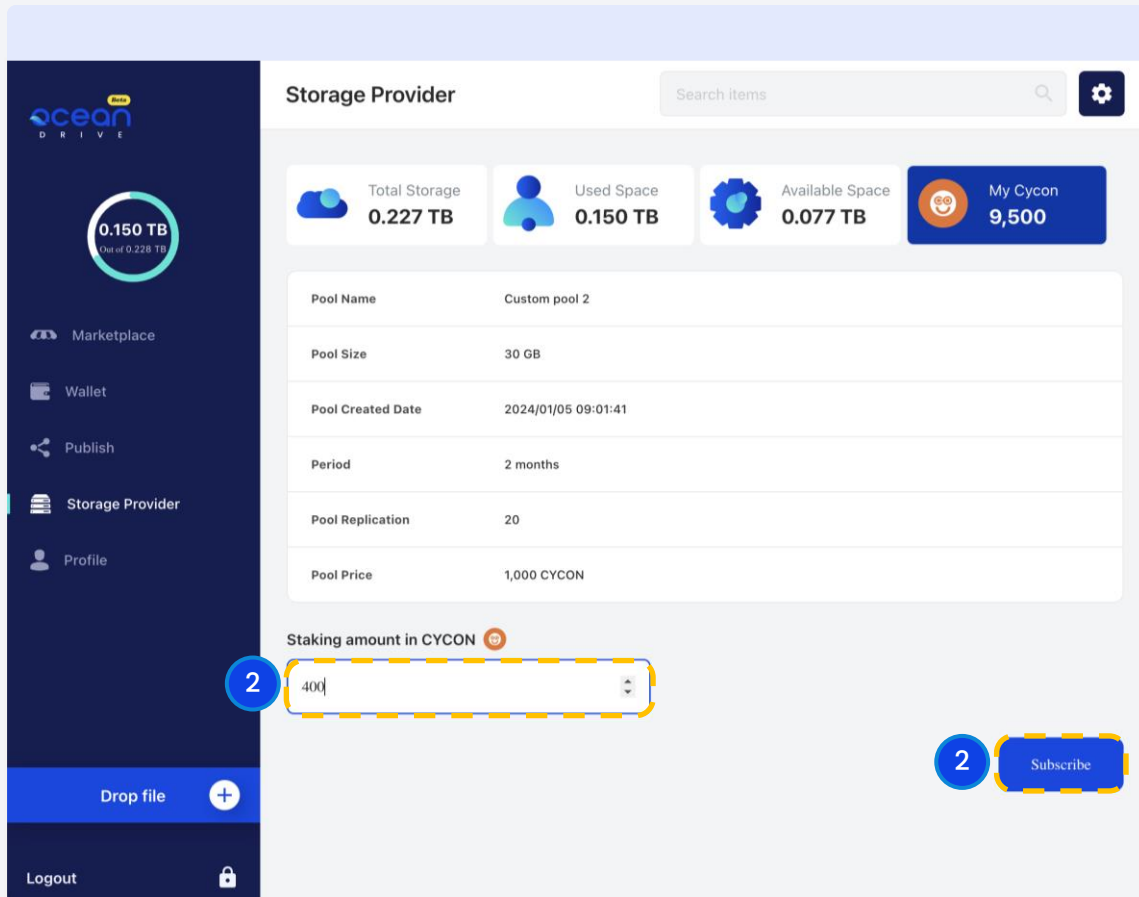 Beta
ocean
DRIVE
0.150 TB
Out of 0.228 TB
Marketplace
Wallet
Publish
Storage Provider
Profile
Drop file
Logout
Storage Provider
Search items
Total Storage
0.227 TB
Used Space
0.150 TB
Available Space
0.077 TB
My Cycon
9,500
Pool Name Custom pool 2
Pool Size 30 GB
Pool Created Date 2024/01/05 09:01:41
Period 2 months
Pool Replication 20
Pool Price 1,000 CYCON
Staking amount in CYCON
2
400
2
Subscribe